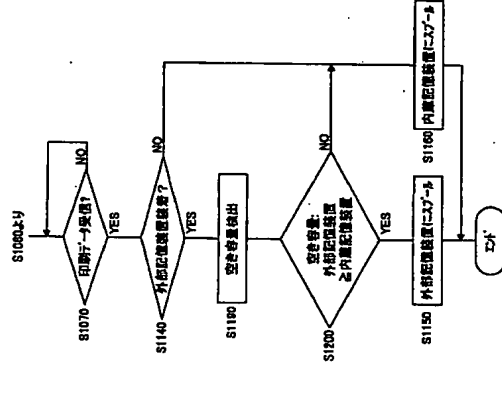 S1060より
S1070
印刷データ受信?
NO
YES
S1140
外部記憶装置装着?
NO
YES
S1190
空き容量検出
S1200
空き容量:
外部記憶装置
≧内蔵記憶装置
NO
YES
S1150
外部記憶装置にスプール
S1160
内蔵記憶装置にスプール
エンド